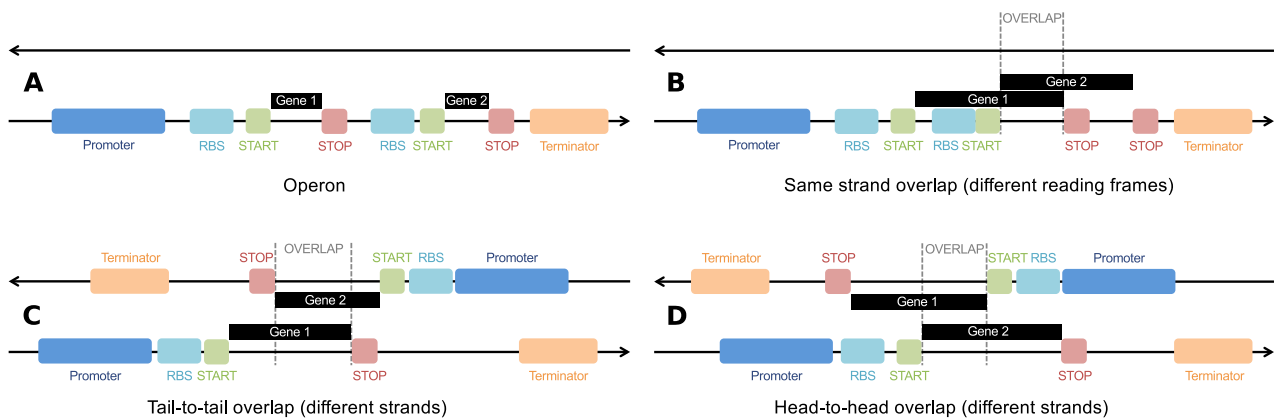 A
Gene 1
Gene 2
Promoter
RBS
START
STOP
RBS
START
STOP
Terminator
Operon
OVERLAP
B
Gene 2
Gene 1
Promoter
RBS
START
RBS
START
STOP
STOP
Terminator
Same strand overlap (different reading frames)
Terminator
STOP
OVERLAP
START
RBS
Promoter
C
Gene 2
Gene 1
Promoter
RBS
START
STOP
Terminator
Tail-to-tail overlap (different strands)
Terminator
STOP
OVERLAP
START
RBS
Promoter
D
Gene 1
Gene 2
Promoter
RBS
START
STOP
Terminator
Head-to-head overlap (different strands)